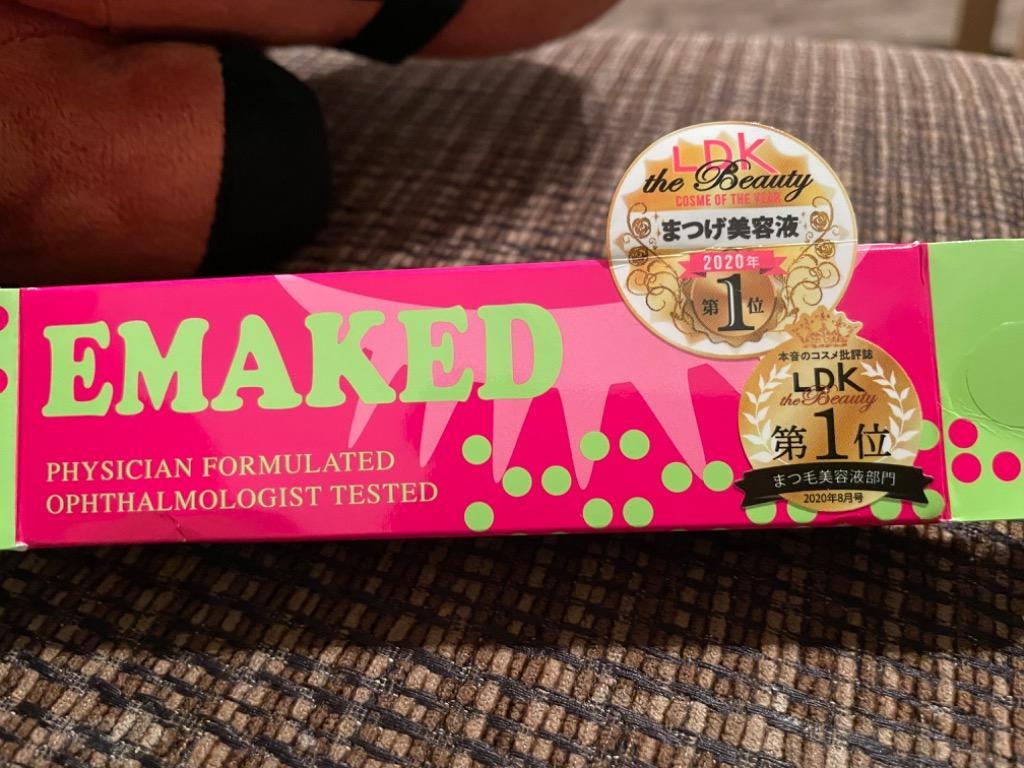 EMAKED
PHYSICIAN FORMULATED
OPHTHALMOLOGIST TESTED
LDK
the Beauty
COSME OF THE YEAR
まつげ美容液
2020年
第1位
本音のコスメ批評誌
LDK
the Beauty
第1位
まつ毛美容液部門
2020年8月号